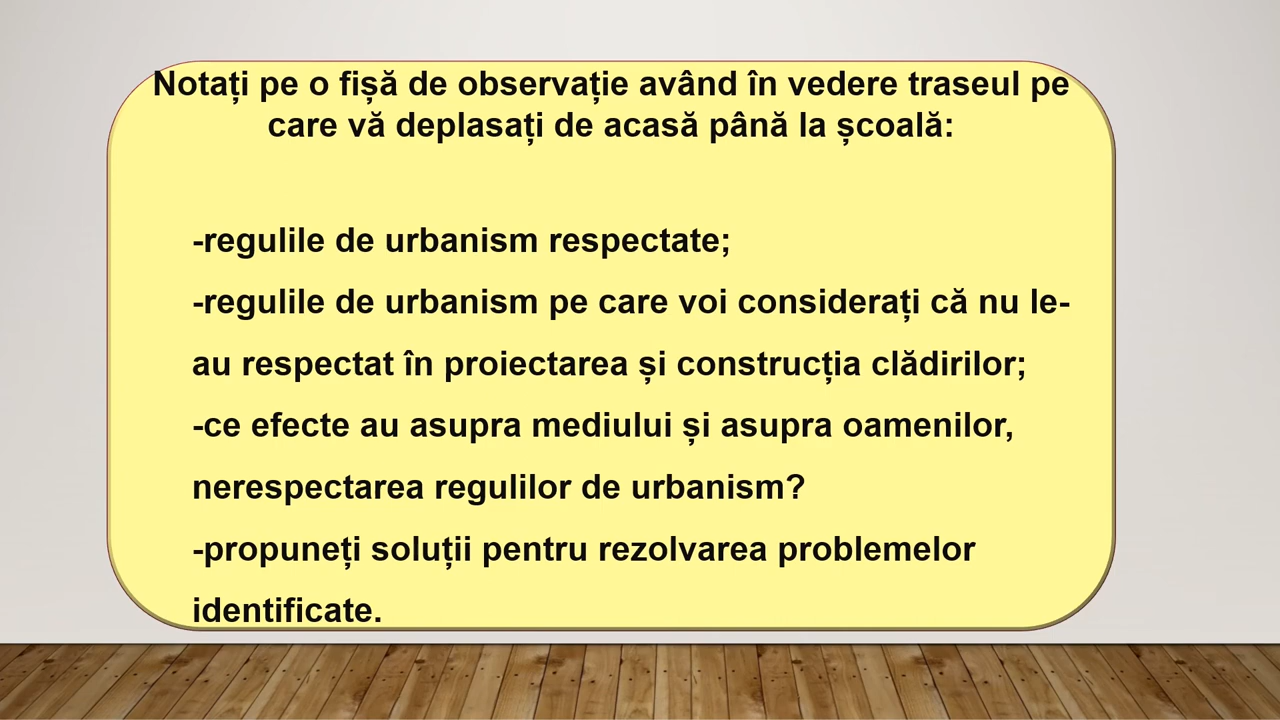 Notați pe o fișă de observație având în vedere traseul pe
care vă deplasați de acasă până la școală:
-regulile de urbanism respectate;
-regulile de urbanism pe care voi considerați că nu le-
au respectat în proiectarea și construcția clădirilor;
-ce efecte au asupra mediului și asupra oamenilor,
nerespectarea regulilor de urbanism?
-propuneți soluții pentru rezolvarea problemelor
identificate.